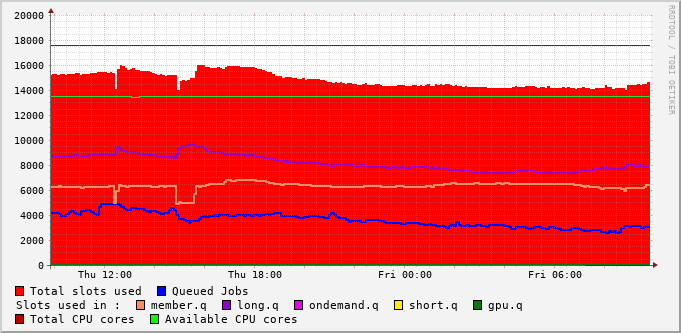 20000
18000
16000
14000
12000
10000
8000
6000
4000
2000
0
Thu 12:00 Thu 18:00 Fri 00:00 Fri 06:00
RRDTOOL / TOBI OETIKER
Total slots used Queued Jobs
Slots used in : member.q long.q ondemand.q short.q gpu.q
Total CPU cores Available CPU cores